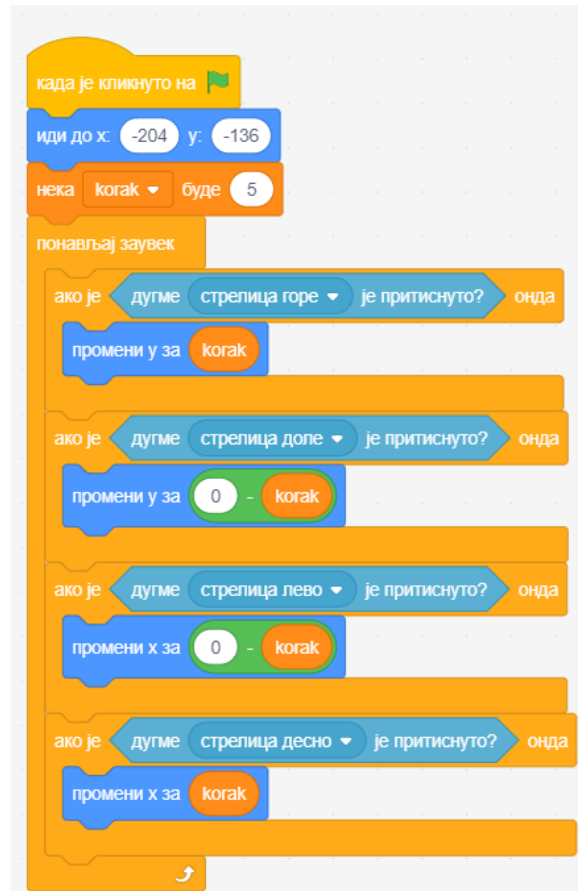 када је кликнуто на
иди до x: -204 y: -136
нека korak буде 5
понављај заувек
ако је дугме стрелица горе је притиснуто? онда
промени y за korak
ако је дугме стрелица доле је притиснуто? онда
промени y за 0 - korak
ако је дугме стрелица лево је притиснуто? онда
промени x за 0 - korak
ако је дугме стрелица десно је притиснуто? онда
промени x за korak